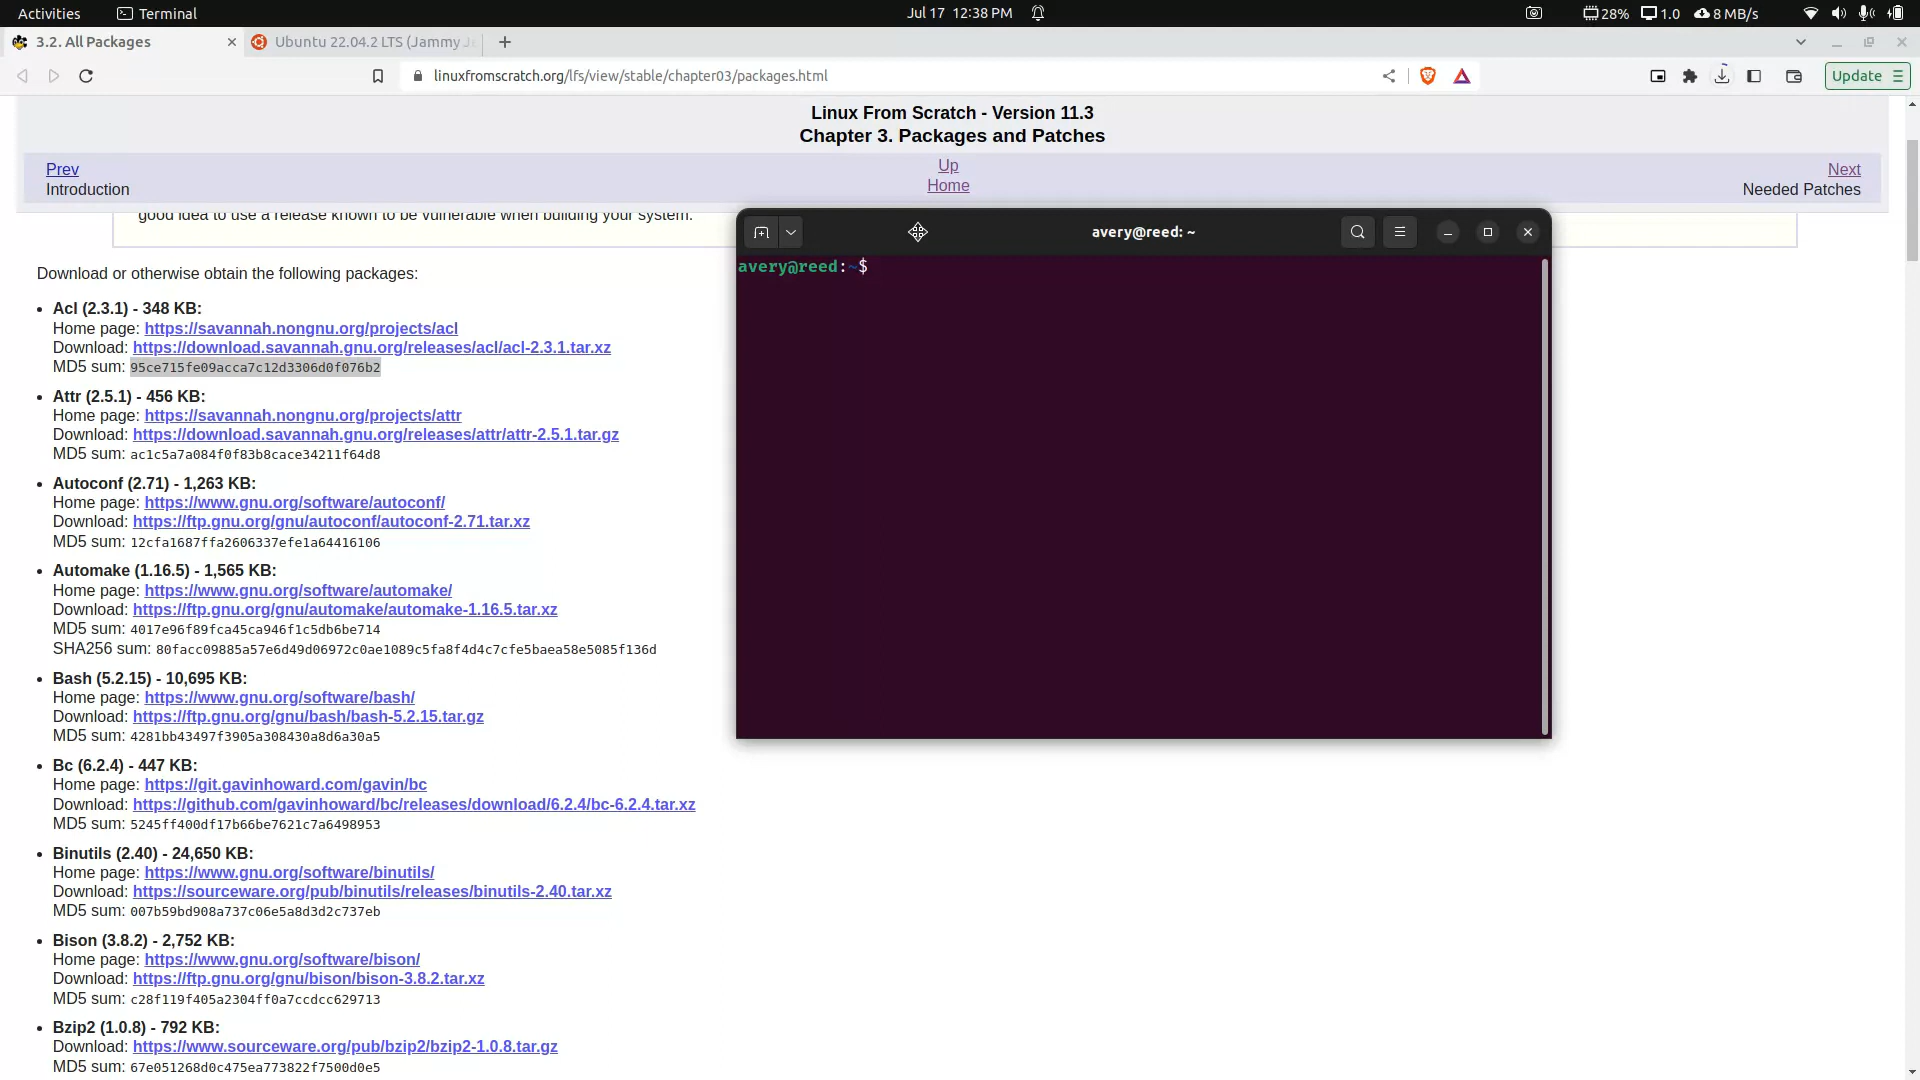 Activities
Terminal
Jul 17 12:38 PM
28%
1.0
8 MB/s
3.2. All Packages
Ubuntu 22.04.2 LTS (Jammy
linuxfromscratch.org/lfs/view/stable/chapter03/packages.html
Update
Linux From Scratch - Version 11.3
Chapter 3. Packages and Patches
Prev
Up
Next
Introduction
Home
Needed Patches
good idea to use a release known to be vulnerable when building your system.
Download or otherwise obtain the following packages:
• Acl (2.3.1) - 348 KB:
Home page: https://savannah.nongnu.org/projects/acl
Download: https://download.savannah.gnu.org/releases/acl/acl-2.3.1.tar.xz
MD5 sum: 95ce715fe09acca7c12d3306d0f076b2
• Attr (2.5.1) - 456 KB:
Home page: https://savannah.nongnu.org/projects/attr
Download: https://download.savannah.gnu.org/releases/attr/attr-2.5.1.tar.gz
MD5 sum: ac1c5a7a084f0f83b8cace34211f64d8
• Autoconf (2.71) - 1,263 KB:
Home page: https://www.gnu.org/software/autoconf/
Download: https://ftp.gnu.org/gnu/autoconf/autoconf-2.71.tar.xz
MD5 sum: 12cfa1687ffa2606337efe1a64416106
• Automake (1.16.5) - 1,565 KB:
Home page: https://www.gnu.org/software/automake/
Download: https://ftp.gnu.org/gnu/automake/automake-1.16.5.tar.xz
MD5 sum: 4017e96f89fca45ca946f1c5db6be714
SHA256 sum: 80facc09885a57e6d49d06972c0ae1089c5fa8f4d4c7cfe5baea58e5085f136d
• Bash (5.2.15) - 10,695 KB:
Home page: https://www.gnu.org/software/bash/
Download: https://ftp.gnu.org/gnu/bash/bash-5.2.15.tar.gz
MD5 sum: 4281bb43497f3905a308430a8d6a30a5
• Bc (6.2.4) - 447 KB:
Home page: https://git.gavinhoward.com/gavin/bc
Download: https://github.com/gavinhoward/bc/releases/download/6.2.4/bc-6.2.4.tar.xz
MD5 sum: 5245ff400df17b66be7621c7a6498953
• Binutils (2.40) - 24,650 KB:
Home page: https://www.gnu.org/software/binutils/
Download: https://sourceware.org/pub/binutils/releases/binutils-2.40.tar.xz
MD5 sum: 007b59bd908a737c06e5a8d3d2c737eb
• Bison (3.8.2) - 2,752 KB:
Home page: https://www.gnu.org/software/bison/
Download: https://ftp.gnu.org/gnu/bison/bison-3.8.2.tar.xz
MD5 sum: c28f119f405a2304ff0a7ccdcc629713
• Bzip2 (1.0.8) - 792 KB:
Download: https://www.sourceware.org/pub/bzip2/bzip2-1.0.8.tar.gz
MD5 sum: 67e051268d0c475ea773822f7500d0e5
avery@reed: ~
avery@reed:~$